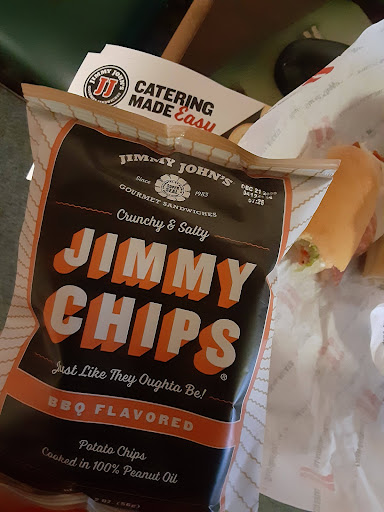 JIMMY JOHN'S
JJ
CATERING
MADE Easy
JIMMY JOHN'S
Since 1983
GOURMET SANDWICHES
Crunchy & Salty
JIMMY
CHIPS®
Just Like They Oughta Be!
BBQ FLAVORED
Potato Chips
Cooked in 100% Peanut Oil